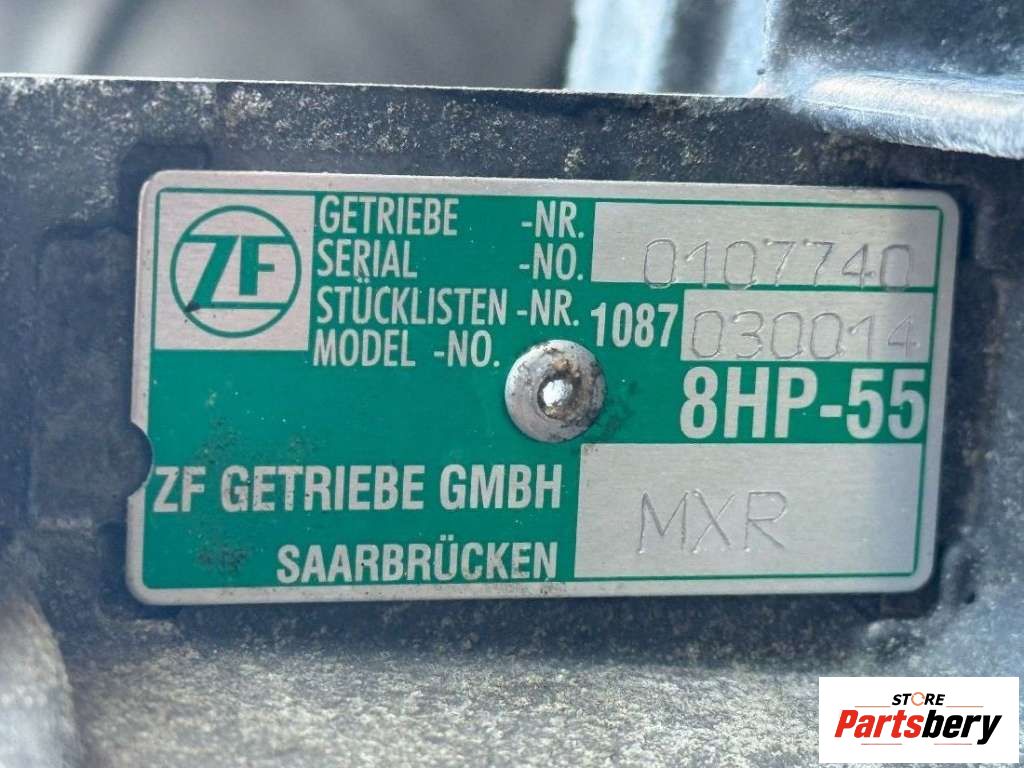 ZF
GETRIEBE -NR.
SERIAL -NO. 0107740
STÜCKLISTEN -NR. 1087 030014
MODEL -NO.
8HP-55
ZF GETRIEBE GMBH
MXR
SAARBRÜCKEN
STORE
Partsbery